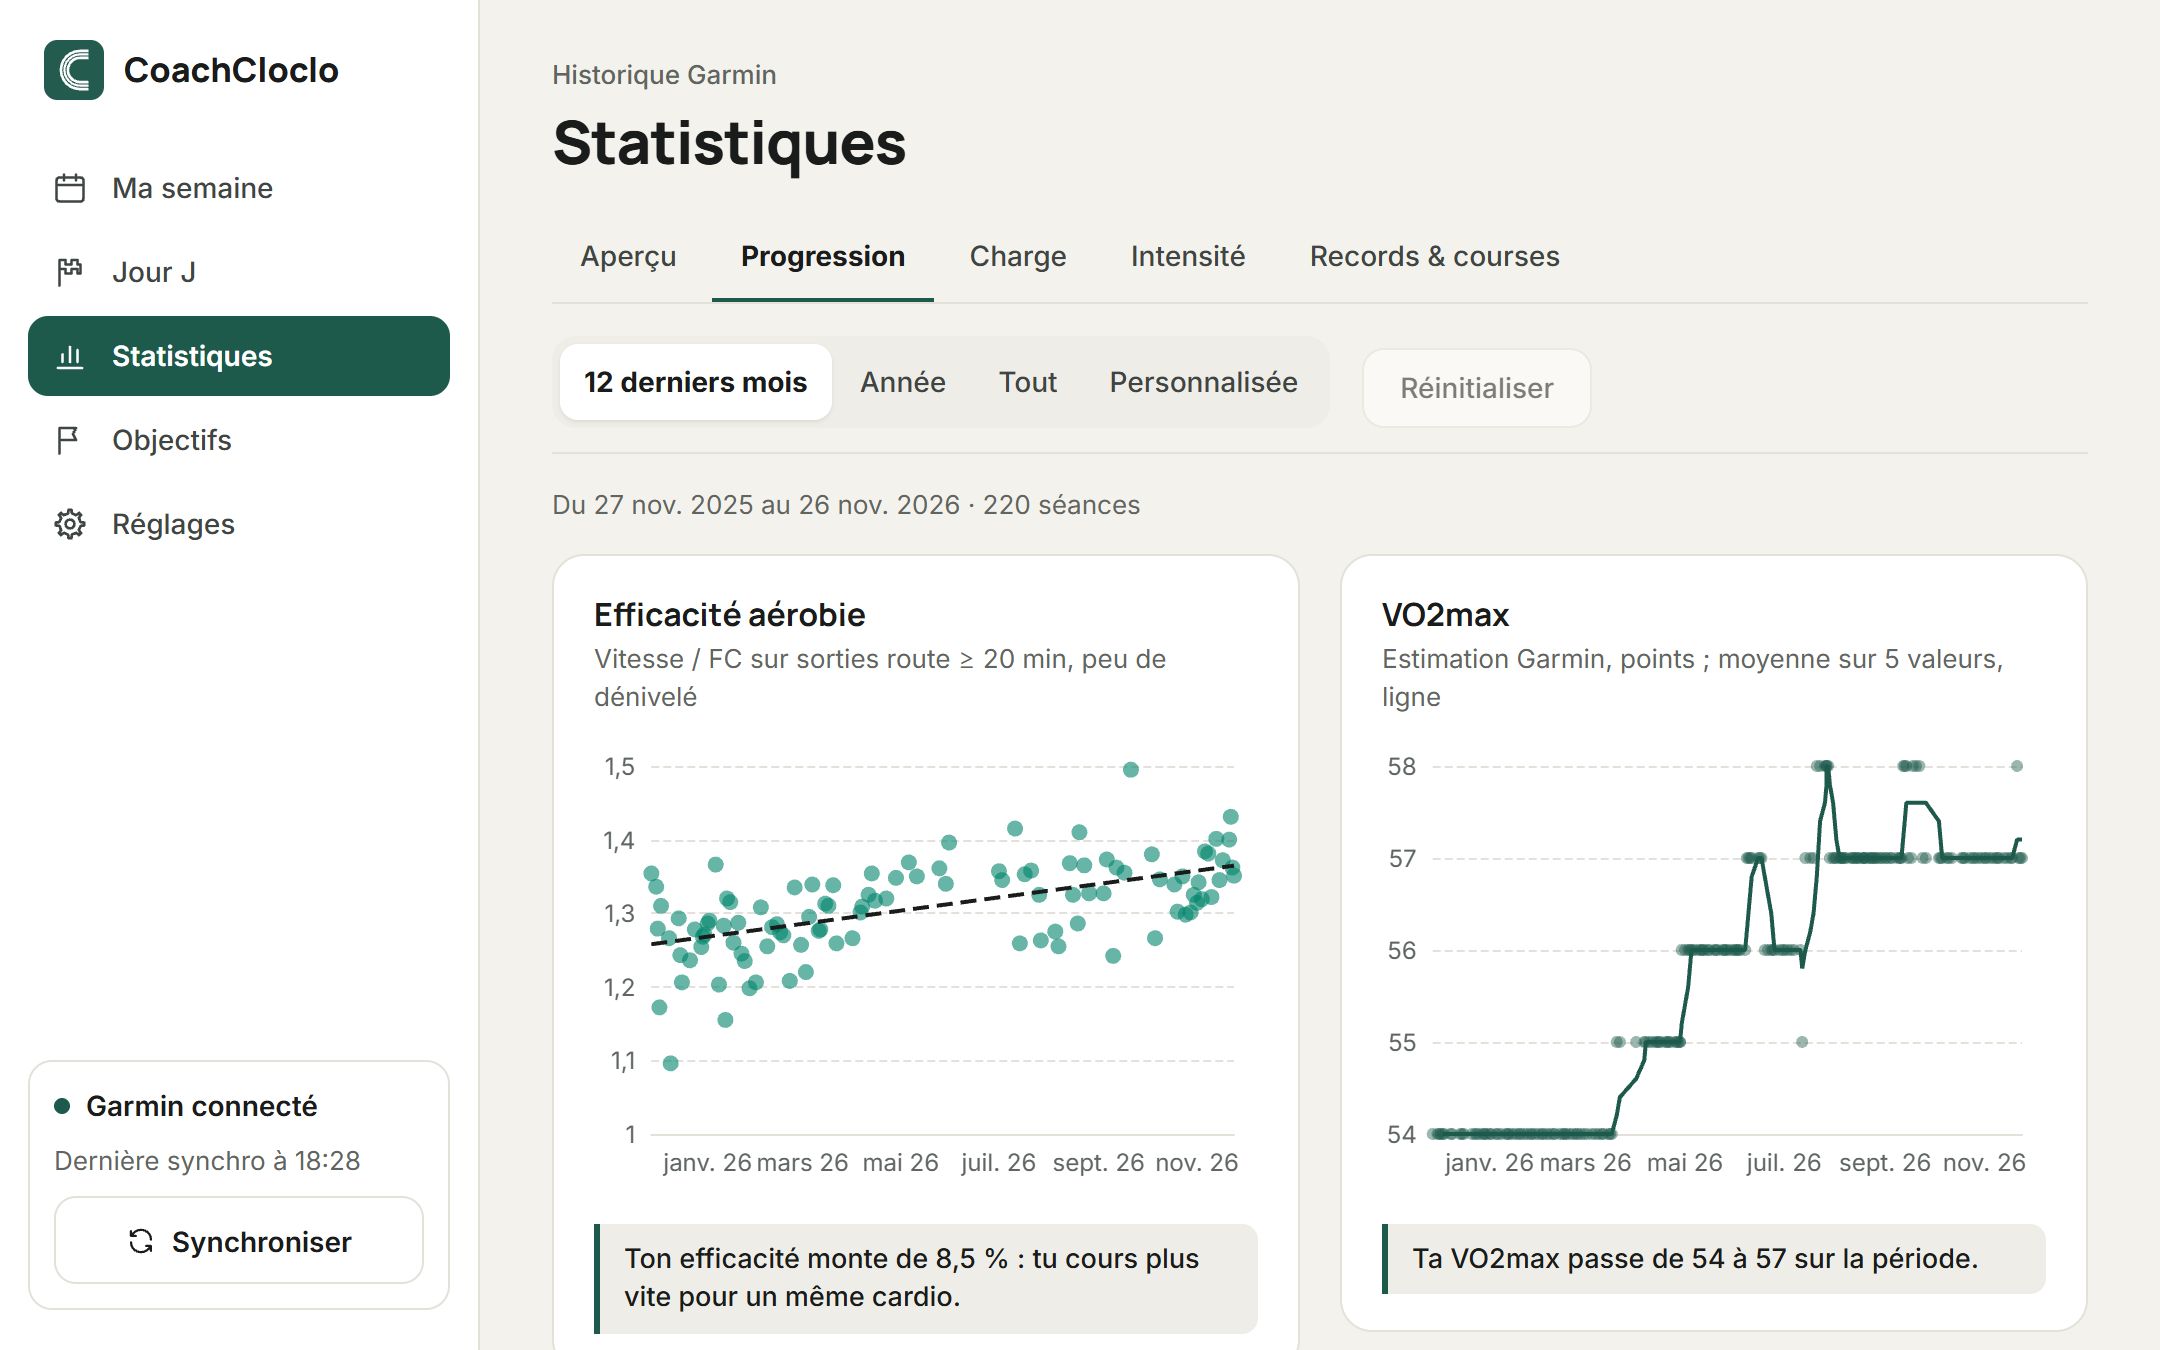 CoachCloclo
Ma semaine
Jour J
Statistiques
Objectifs
Réglages
Garmin connecté
Dernière synchro à 18:28
Synchroniser
Historique Garmin
Statistiques
Aperçu
Progression
Charge
Intensité
Records & courses
12 derniers mois
Année
Tout
Personnalisée
Réinitialiser
Du 27 nov. 2025 au 26 nov. 2026 · 220 séances
Efficacité aérobie
Vitesse / FC sur sorties route ≥ 20 min, peu de
dénivelé
1,5
1,4
1,3
1,2
1,1
1
janv. 26 mars 26 mai 26 juil. 26 sept. 26 nov. 26
Ton efficacité monte de 8,5 % : tu cours plus
vite pour un même cardio.
VO2max
Estimation Garmin, points ; moyenne sur 5 valeurs,
ligne
58
57
56
55
54
janv. 26 mars 26 mai 26 juil. 26 sept. 26 nov. 26
Ta VO2max passe de 54 à 57 sur la période.